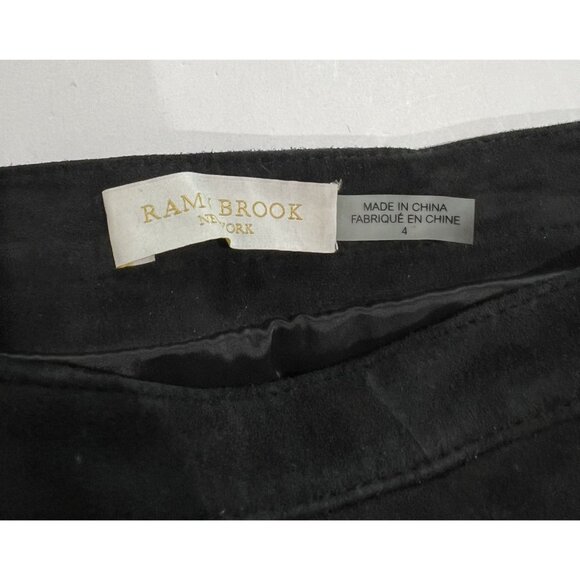 RAMY BROOK
NEW YORK
MADE IN CHINA
FABRIQUÉ EN CHINE
4